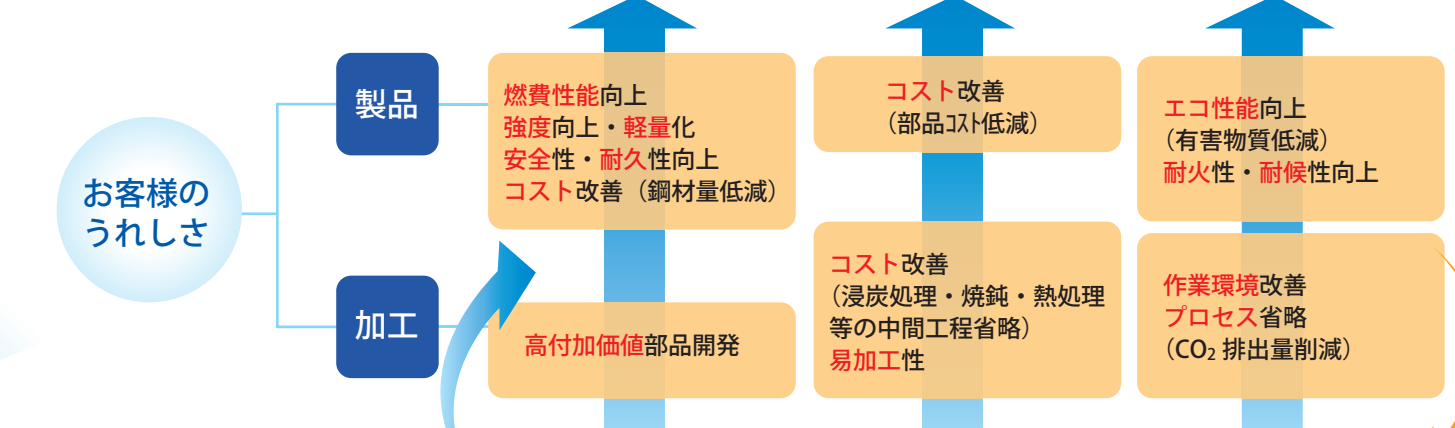 お客様の
うれしさ
製品
燃費性能向上
強度向上・軽量化
安全性・耐久性向上
コスト改善（鋼材量低減）
コスト改善
（部品コスト低減）
エコ性能向上
（有害物質低減）
耐火性・耐候性向上
加工
高付加価値部品開発
コスト改善
（浸炭処理・焼鈍・熱処理
等の中間工程省略）
易加工性
作業環境改善
プロセス省略
（CO₂ 排出量削減）